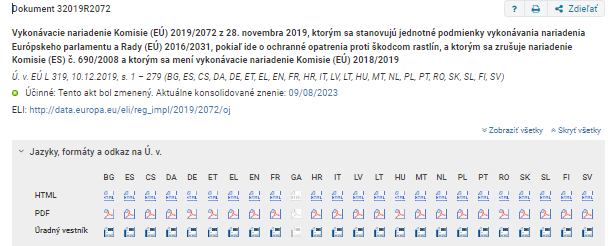 Dokument 32019R2072
? Zdieľať
Vykonávacie nariadenie Komisie (EÚ) 2019/2072 z 28. novembra 2019, ktorým sa stanovujú jednotné podmienky vykonávania nariadenia
Európskeho parlamentu a Rady (EÚ) 2016/2031, pokiaľ ide o ochranné opatrenia proti škodcom rastlín, a ktorým sa zrušuje nariadenie
Komisie (ES) č. 690/2008 a ktorým sa mení vykonávacie nariadenie Komisie (EÚ) 2018/2019
Ú. v. EÚ L 319, 10.12.2019, s. 1 – 279 (BG, ES, CS, DA, DE, ET, EL, EN, FR, HR, IT, LV, LT, HU, MT, NL, PL, PT, RO, SK, SL, FI, SV)
Účinné: Tento akt bol zmenený. Aktuálne konsolidované znenie: 09/08/2023
ELI: http://data.europa.eu/eli/reg_impl/2019/2072/oj
Zobraziť všetky Skryť všetky
Jazyky, formáty a odkaz na Ú. v.
BG ES CS DA DE ET EL EN FR GA HR IT LV LT HU MT NL PL PT RO SK SL FI SV
HTML
PDF
Úradný vestník